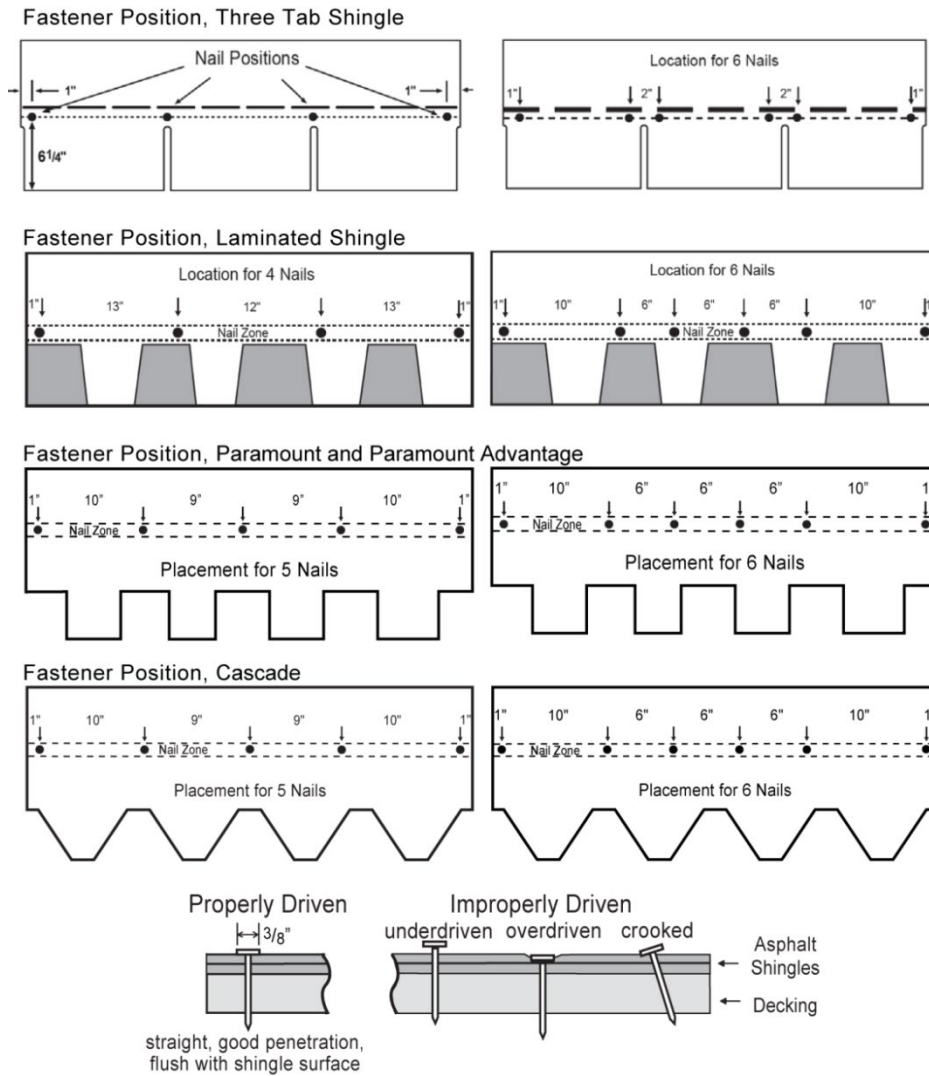 Fastener Position, Three Tab Shingle
Nail Positions
1" 1"
6 1/4"
Location for 6 Nails
1" 2" 2" 1"
Fastener Position, Laminated Shingle
Location for 4 Nails
1" 13" 12" 13" 1"
Nail Zone
Location for 6 Nails
1" 10" 6" 6" 6" 10" 1
Nail Zone
Fastener Position, Paramount and Paramount Advantage
1" 10" 9" 9" 10" 1"
Nail Zone
Placement for 5 Nails
1" 10" 6" 6" 6" 10" 1
Nail Zone
Placement for 6 Nails
Fastener Position, Cascade
1" 10" 9" 9" 10" 1"
Nail Zone
Placement for 5 Nails
1" 10" 6" 6" 6" 10" 1
Nail Zone
Placement for 6 Nails
Properly Driven
3/8"
straight, good penetration,
flush with shingle surface
Improperly Driven
underdriven overdriven crooked
Asphalt
Shingles
Decking